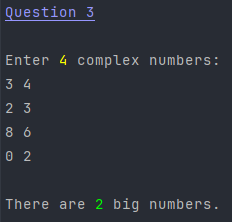 Question 3
Enter 4 complex numbers:
3 4
2 3
8 6
0 2
There are 2 big numbers.